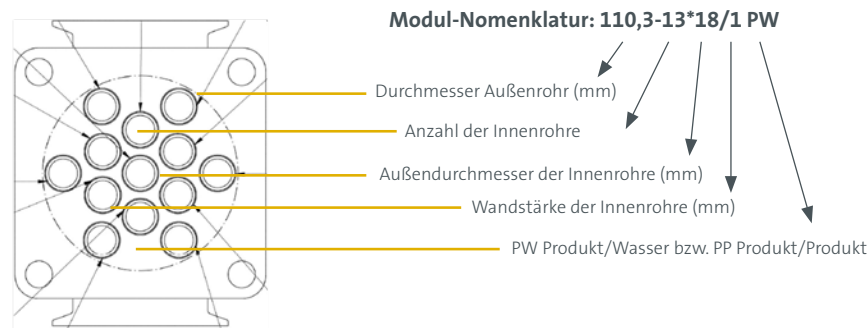 Modul-Nomenklatur: 110,3-13*18/1 PW
Durchmesser Außenrohr (mm)
Anzahl der Innenrohre
Außendurchmesser der Innenrohre (mm)
Wandstärke der Innenrohre (mm)
PW Produkt/Wasser bzw. PP Produkt/Produkt